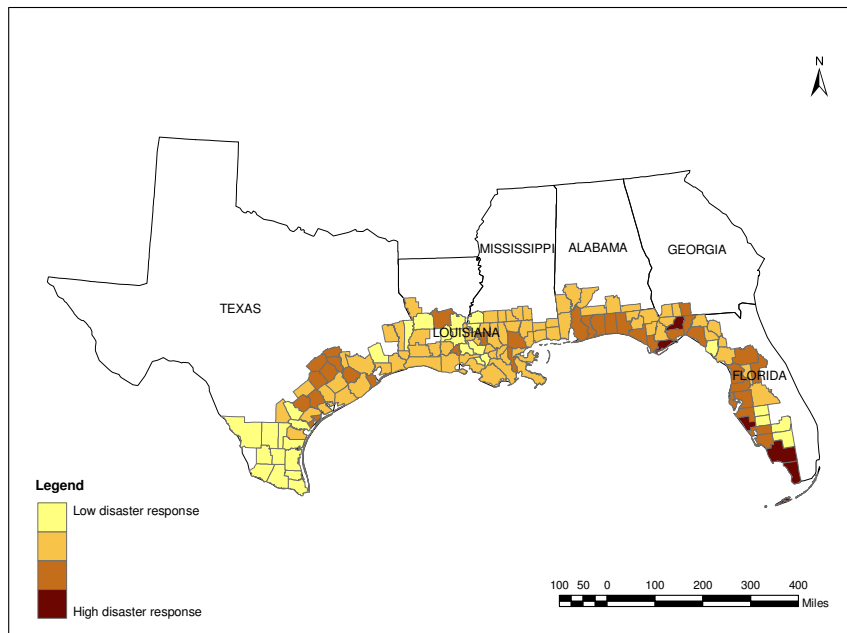 N
MISSISSIPPI
ALABAMA
GEORGIA
TEXAS
LOUISIANA
FLORIDA
Legend
Low disaster response
High disaster response
100 50 0 100 200 300 400
Miles